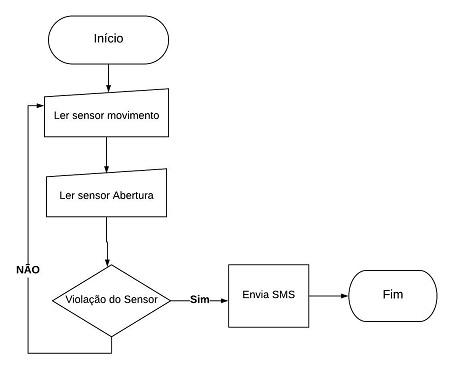 Início
Ler sensor movimento
Ler sensor Abertura
NÃO
Violação do Sensor
Sim
Envia SMS
Fim